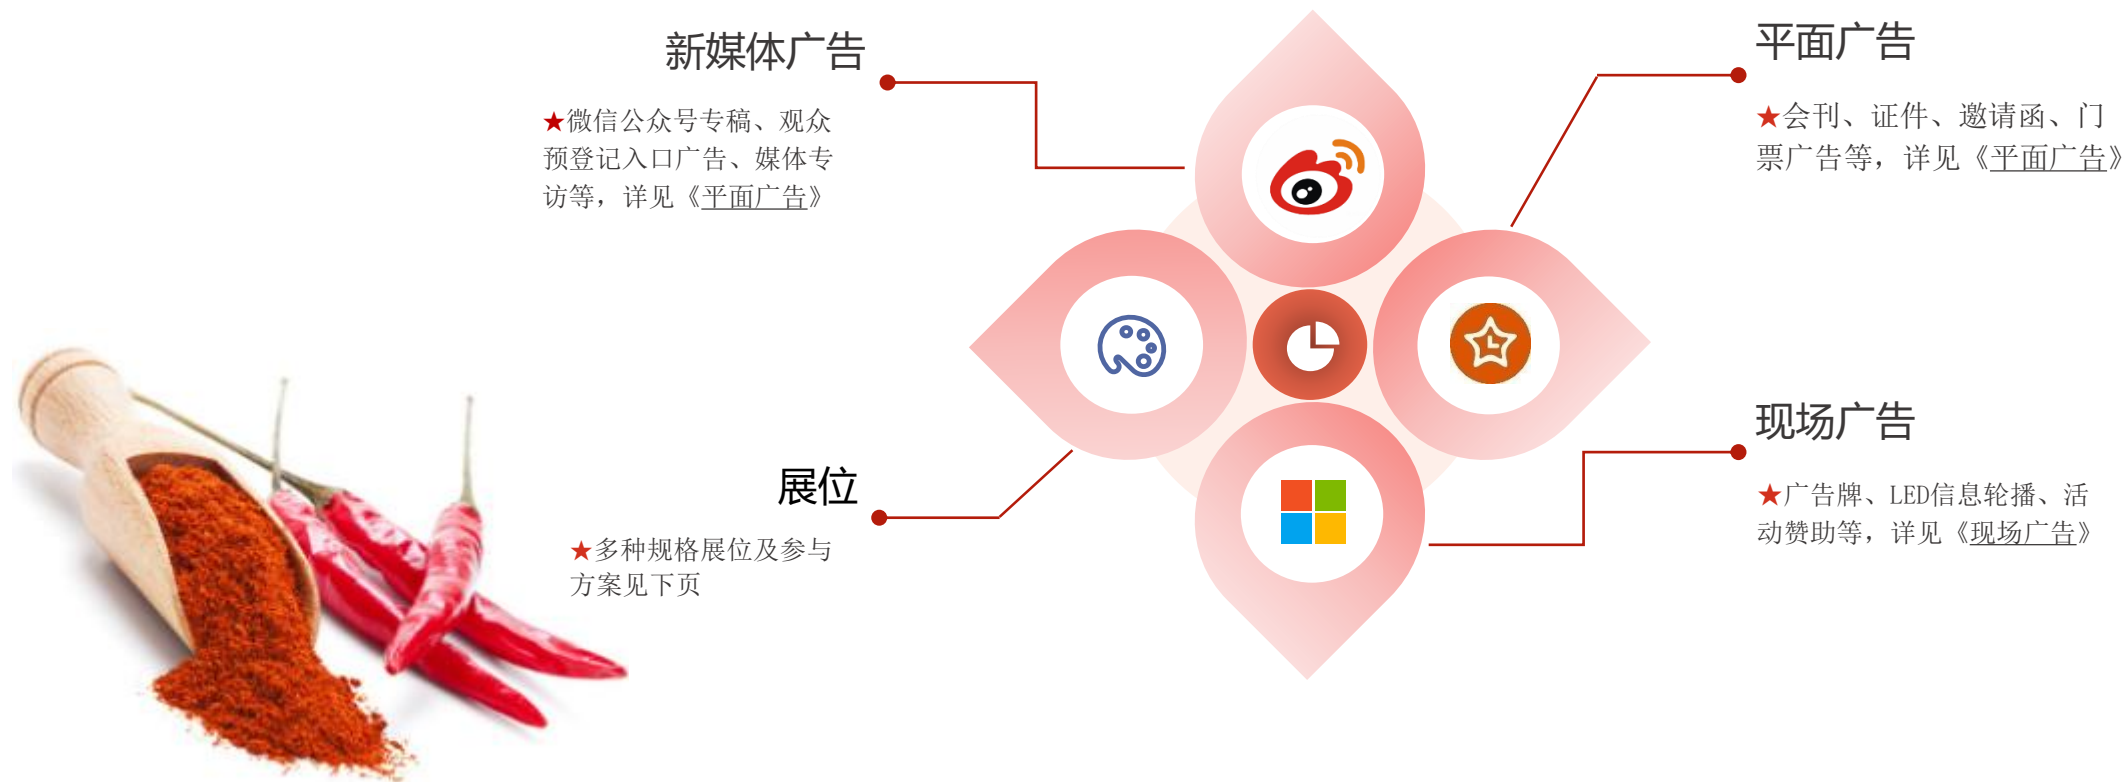 新媒体广告
★微信公众号专稿、观众
预登记入口广告、媒体专
访等，详见《平面广告》
平面广告
★会刊、证件、邀请函、门
票广告等，详见《平面广告》
展位
★多种规格展位及参与
方案见下页
现场广告
★广告牌、LED信息轮播、活
动赞助等，详见《现场广告》